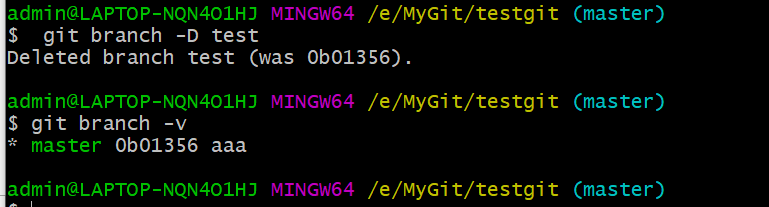 admin@LAPTOP-NQN4O1HJ MINGW64 /e/MyGit/testgit (master)
$  git branch -D test
Deleted branch test (was 0b01356).
admin@LAPTOP-NQN4O1HJ MINGW64 /e/MyGit/testgit (master)
$ git branch -v
* master 0b01356 aaa
admin@LAPTOP-NQN4O1HJ MINGW64 /e/MyGit/testgit (master)
$